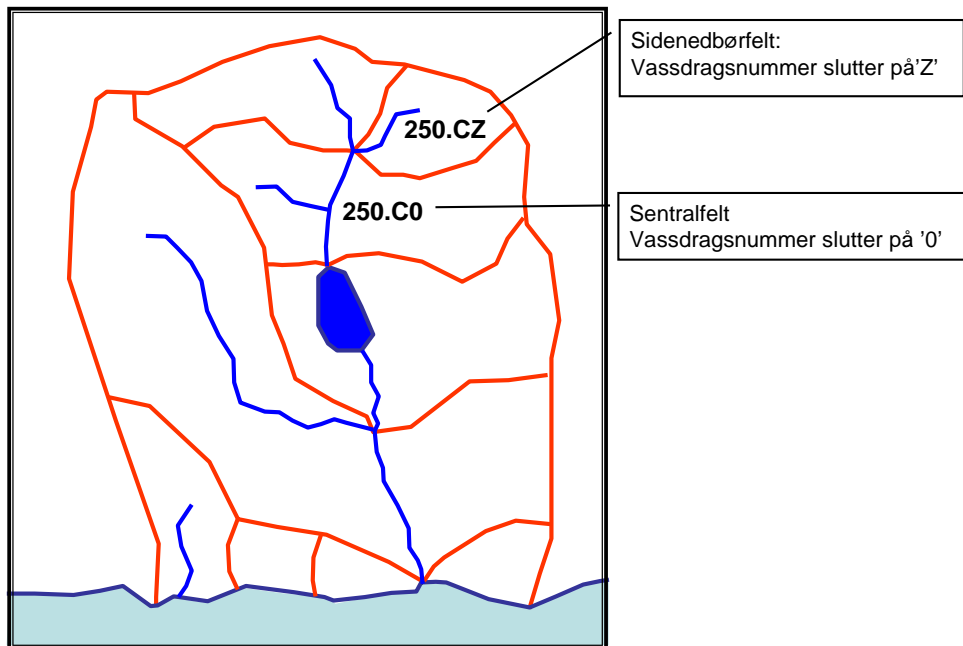 Sidenedbørfelt:
Vassdragsnummer slutter på'Z'
250.CZ
250.C0
Sentralfelt
Vassdragsnummer slutter på '0'